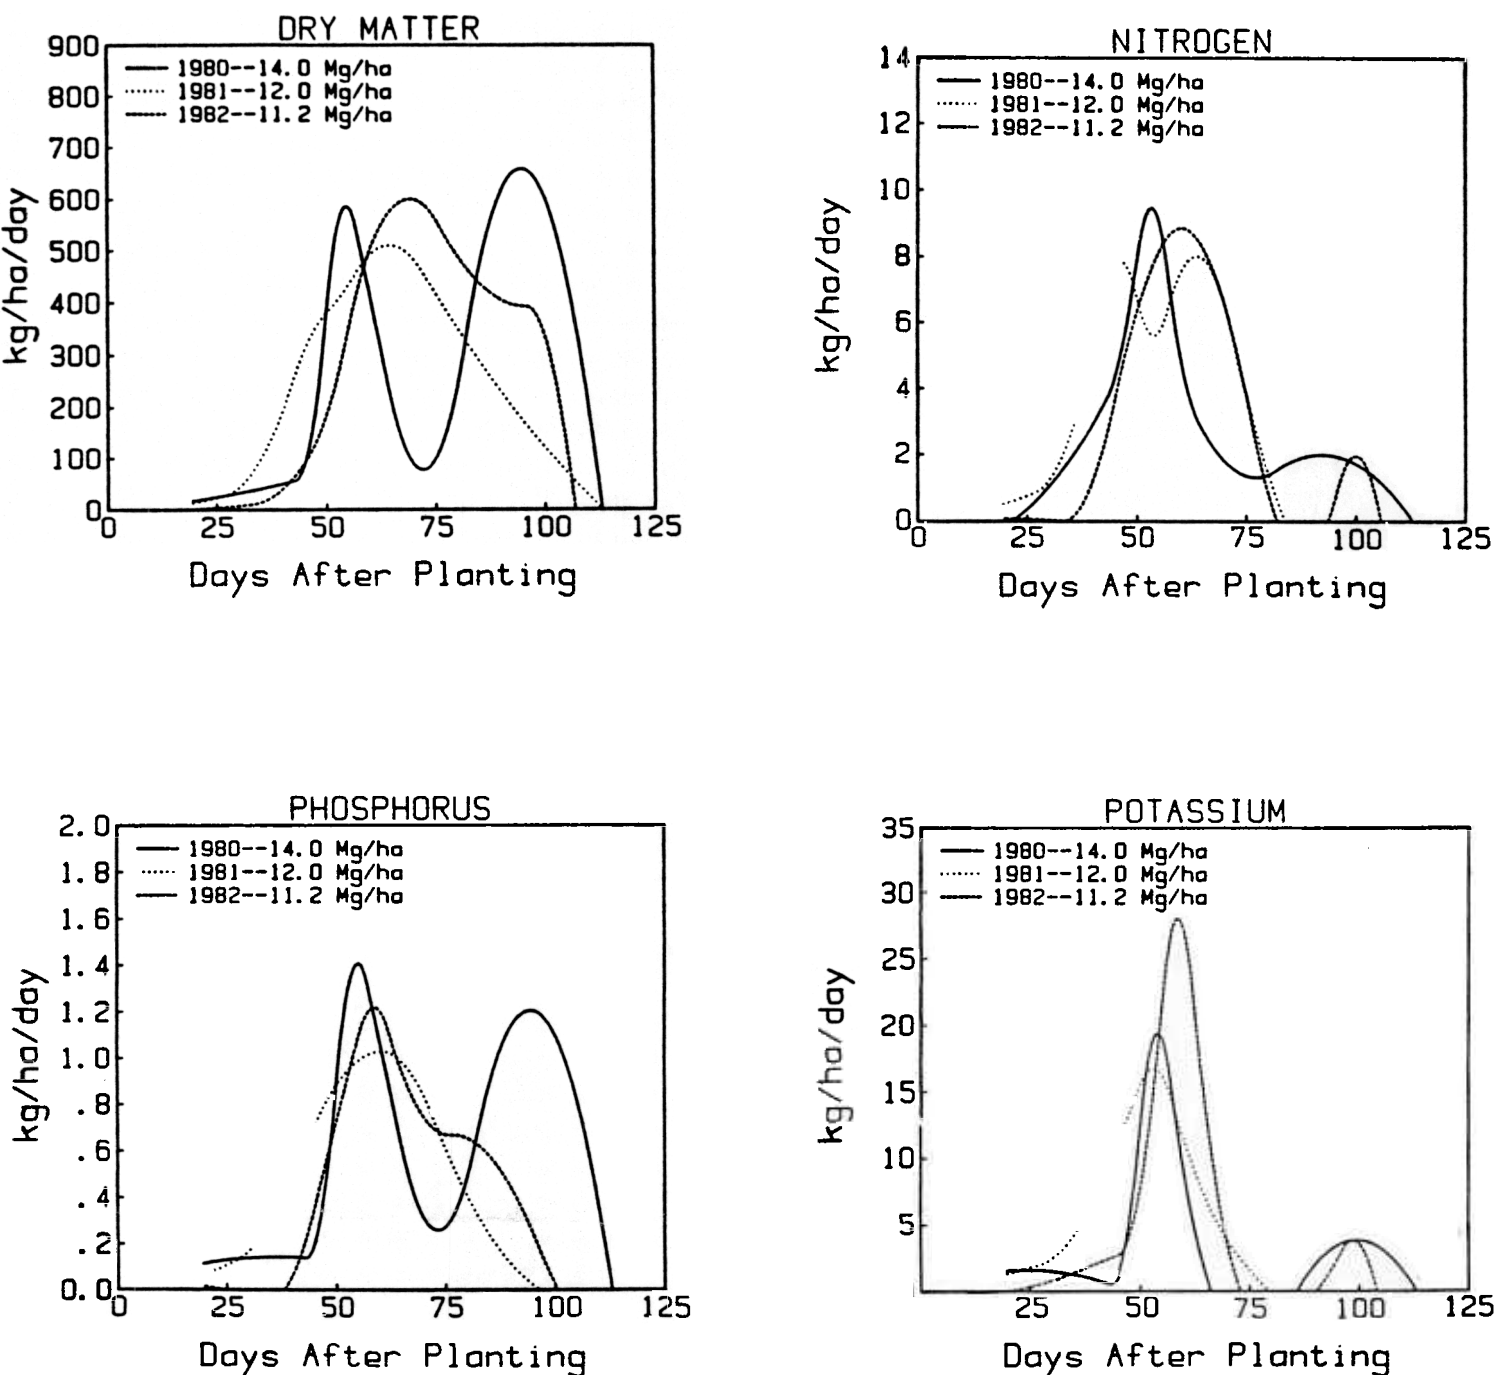 DRY MATTER
900
800
700
600
500
400
300
200
100
0
1980--14.0 Mg/ha
1981--12.0 Mg/ha
1982--11.2 Mg/ha
kg/ha/day
0 25 50 75 100 125
Days After Planting
NITROGEN
14
12
10
8
6
4
2
0
1980--14.0 Mg/ha
1981--12.0 Mg/ha
1982--11.2 Mg/ha
kg/ha/day
0 25 50 75 100 125
Days After Planting
PHOSPHORUS
2.0
1.8
1.6
1.4
1.2
1.0
.8
.6
.4
.2
0.0
1980--14.0 Mg/ha
1981--12.0 Mg/ha
1982--11.2 Mg/ha
kg/ha/day
0 25 50 75 100 125
Days After Planting
POTASSIUM
35
30
25
20
15
10
5
1980--14.0 Mg/ha
1981--12.0 Mg/ha
1982--11.2 Mg/ha
kg/ha/day
25 50 75 100 125
Days After Planting